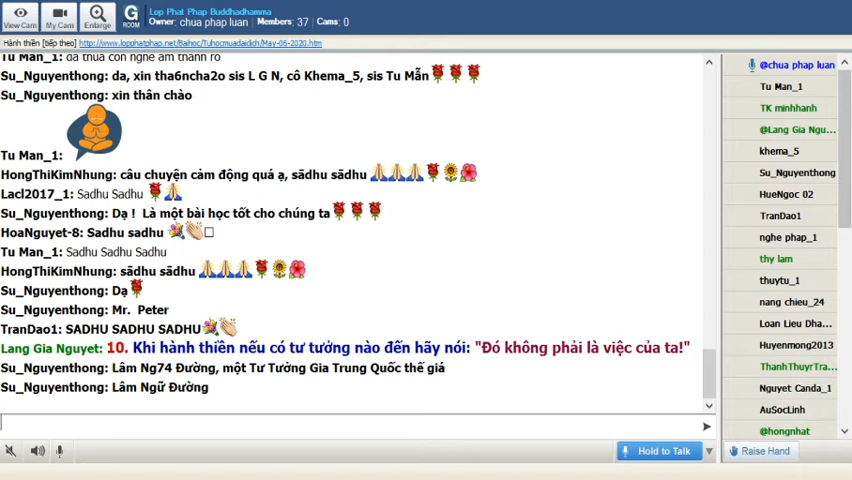 View Cam
My Cam
Enlarge
G
ROOM
Lop Phat Phap Buddhadhamma
Owner: chua phap luan Members: 37 Cams: 0
Hành thiền [tiếp theo] http://www.lopphatphap.net/Baihoc/Tuhocmuadaidich/May-06-2020.htm
Tu Man_1: da thua con nghe am thanh ro
Su_Nguyenthong: da, xin tha6ncha2o sis L G N, cô Khema_5, sis Tu Mẫn
Su_Nguyenthong: xin thân chào
Tu Man_1:
HongThiKimNhung: câu chuyện cảm động quá ạ, sādhu sādhu
Lacl2017_1: Sadhu Sadhu
Su_Nguyenthong: Dạ ! Là một bài học tốt cho chúng ta
HoaNguyet-8: Sadhu sadhu
Tu Man_1: Sadhu Sadhu Sadhu
HongThiKimNhung: sādhu sādhu
Su_Nguyenthong: Dạ
Su_Nguyenthong: Mr. Peter
TranDao1: SADHU SADHU SADHU
Lang Gia Nguyet: 10. Khi hành thiền nếu có tư tưởng nào đến hãy nói: "Đó không phải là việc của ta!"
Su_Nguyenthong: Lâm Ng74 Đường, một Tư Tưởng Gia Trung Quốc thế giá
Su_Nguyenthong: Lâm Ngữ Đường
Hold to Talk
@chua phap luan
Tu Man_1
TK minhhanh
@Lang Gia Ngu...
khema_5
Su_Nguyenthong
HueNgoc 02
TranDao1
nghe phap_1
thy lam
thuytu_1
nang chieu_24
Loan Lieu Dha...
Huyenmong2013
ThanhThuyrTra...
Nguyet Canda_1
AuSocLinh
@hongnhat
Raise Hand